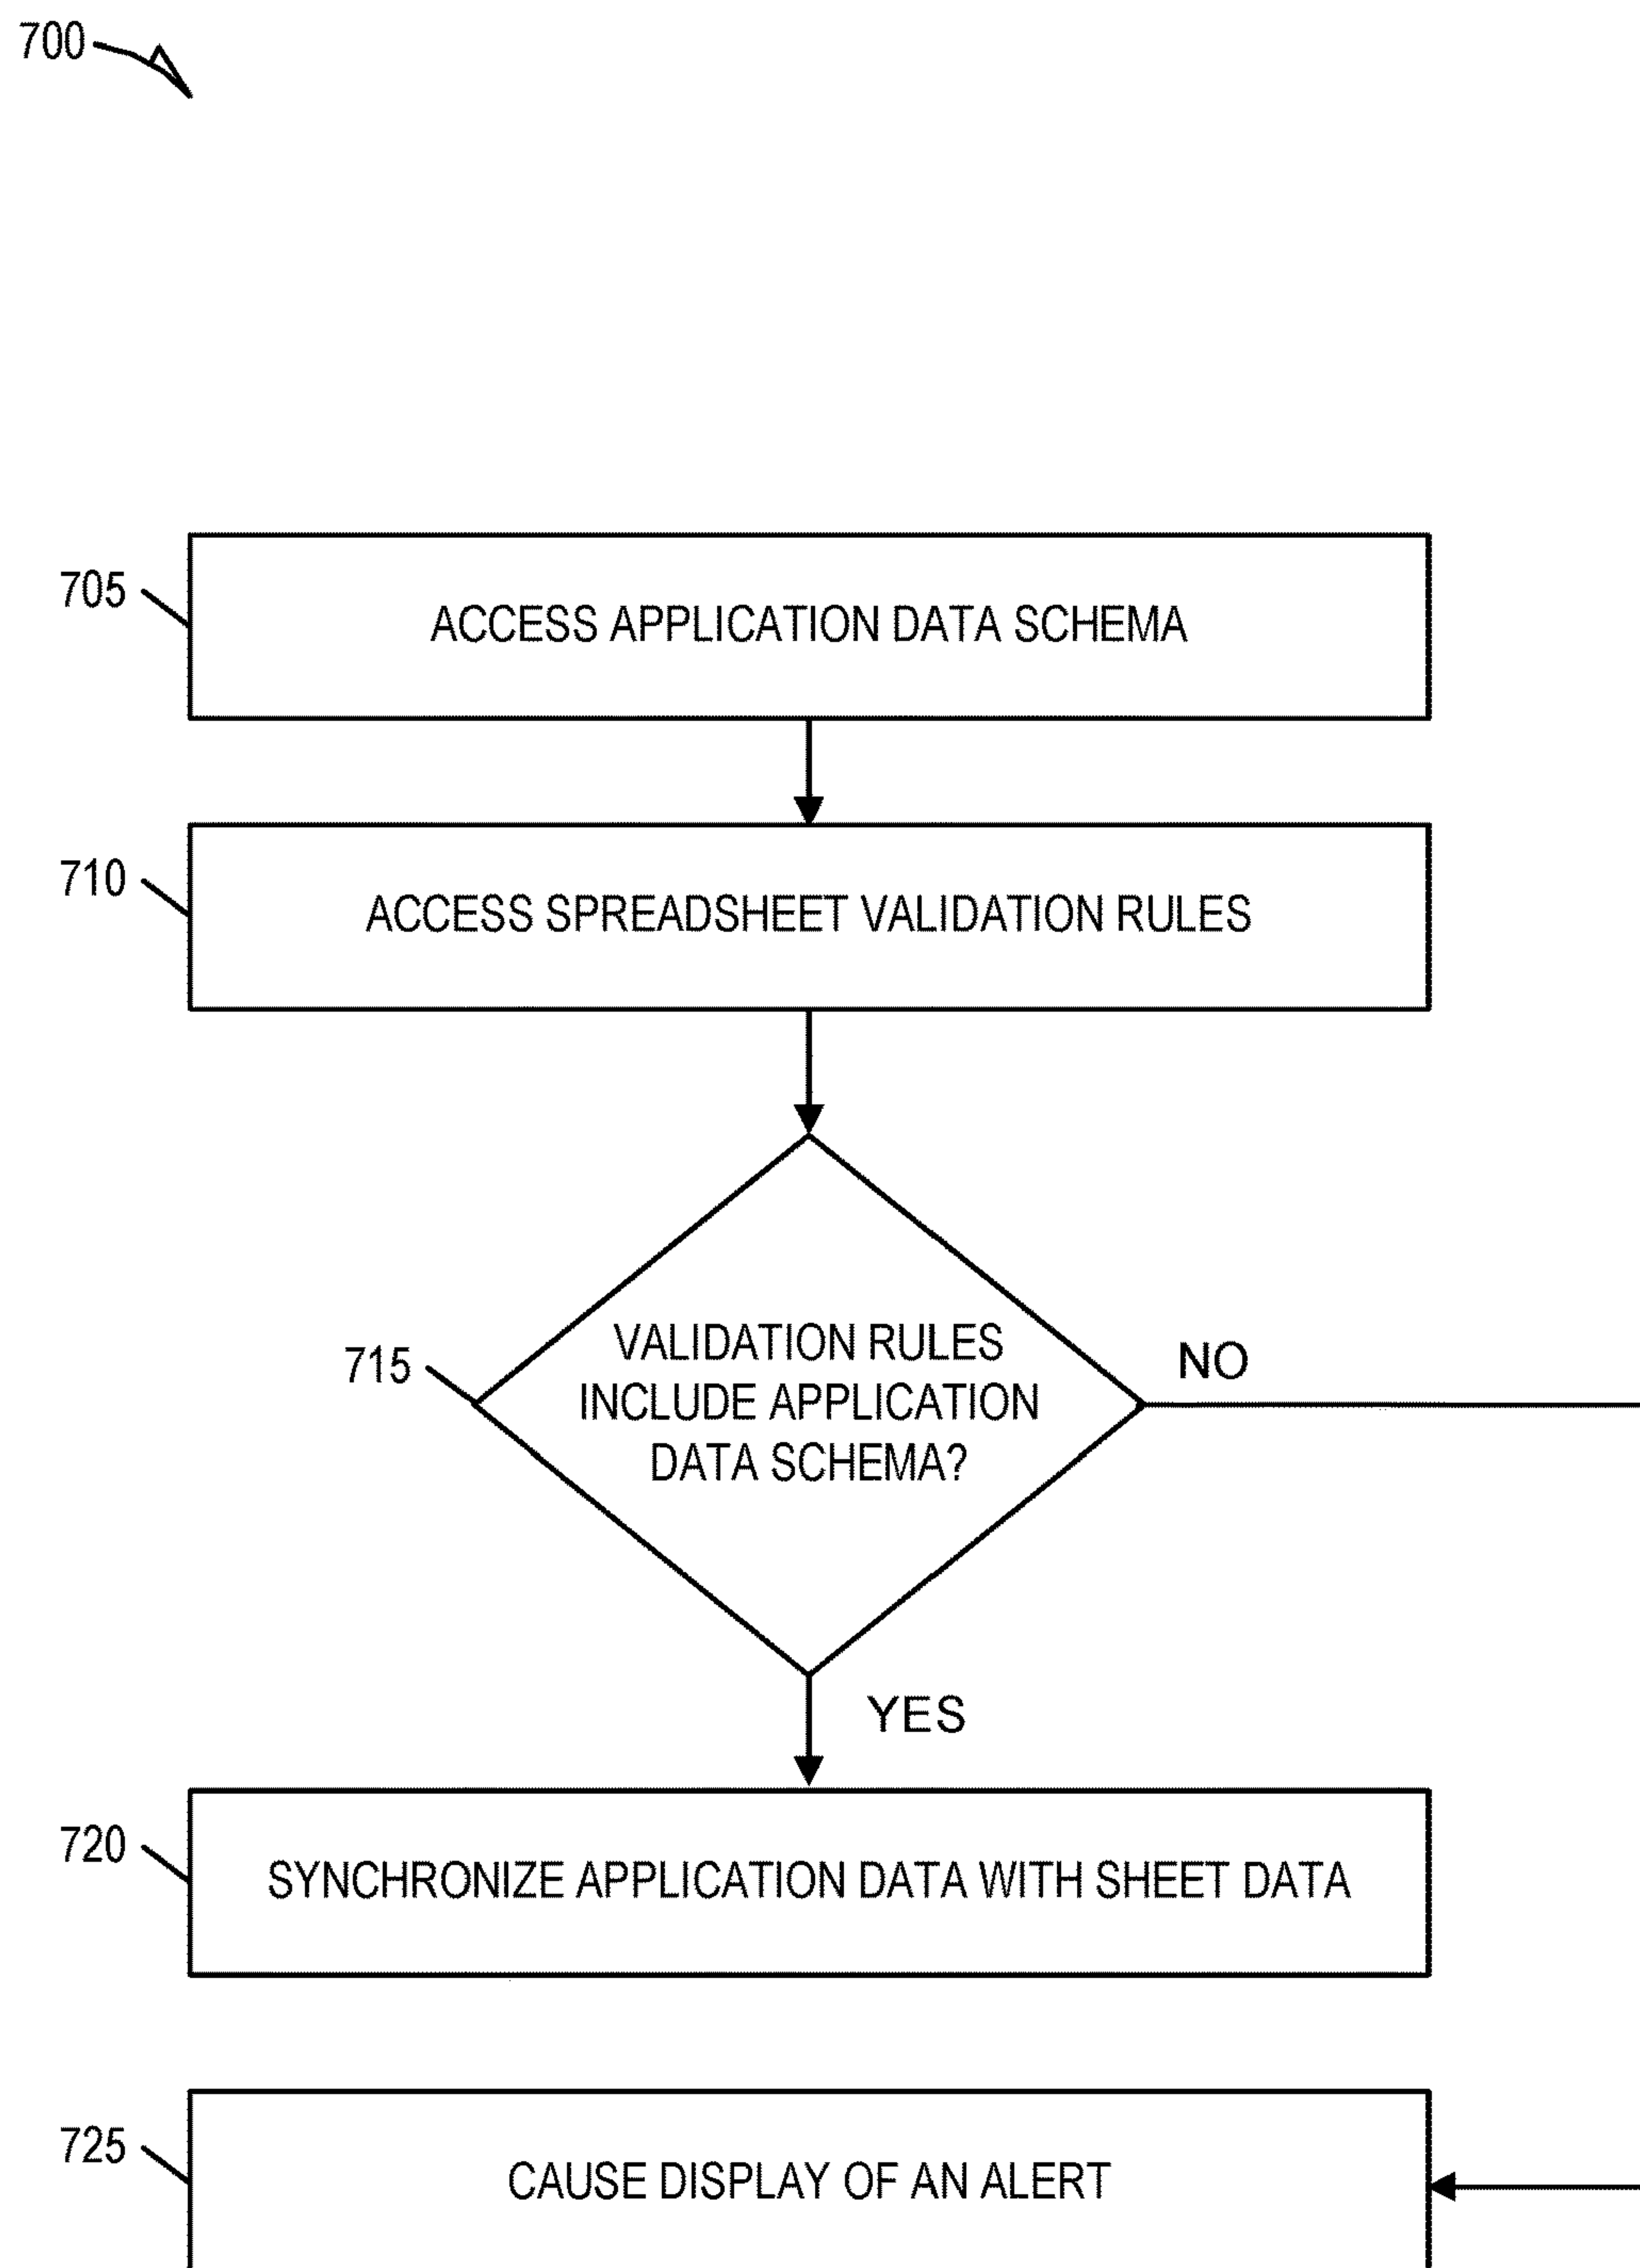 700
705
ACCESS APPLICATION DATA SCHEMA
710
ACCESS SPREADSHEET VALIDATION RULES
715
VALIDATION RULES
INCLUDE APPLICATION
DATA SCHEMA?
NO
YES
720
SYNCHRONIZE APPLICATION DATA WITH SHEET DATA
725
CAUSE DISPLAY OF AN ALERT